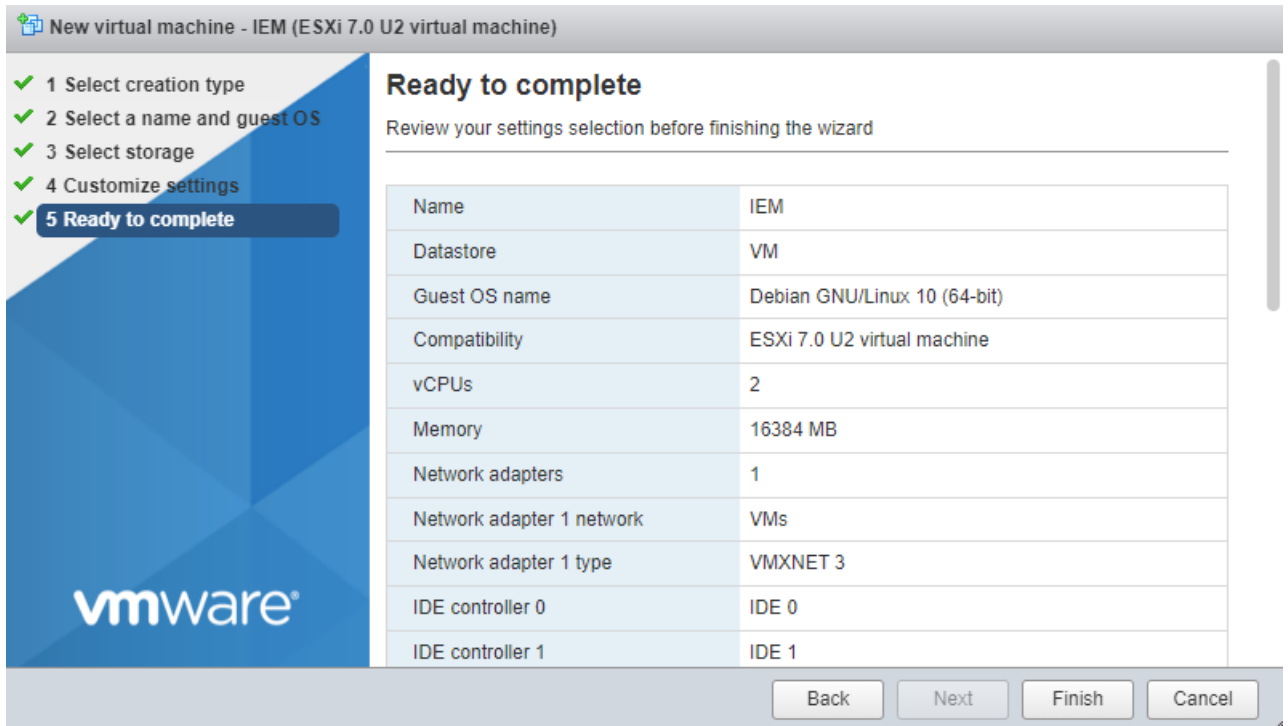 New virtual machine - IEM (ESXi 7.0 U2 virtual machine)
1 Select creation type
2 Select a name and guest OS
3 Select storage
4 Customize settings
5 Ready to complete
vmware®
Ready to complete
Review your settings selection before finishing the wizard
Name IEM
Datastore VM
Guest OS name Debian GNU/Linux 10 (64-bit)
Compatibility ESXi 7.0 U2 virtual machine
vCPUs 2
Memory 16384 MB
Network adapters 1
Network adapter 1 network VMs
Network adapter 1 type VMXNET 3
IDE controller 0 IDE 0
IDE controller 1 IDE 1
Back Next Finish Cancel